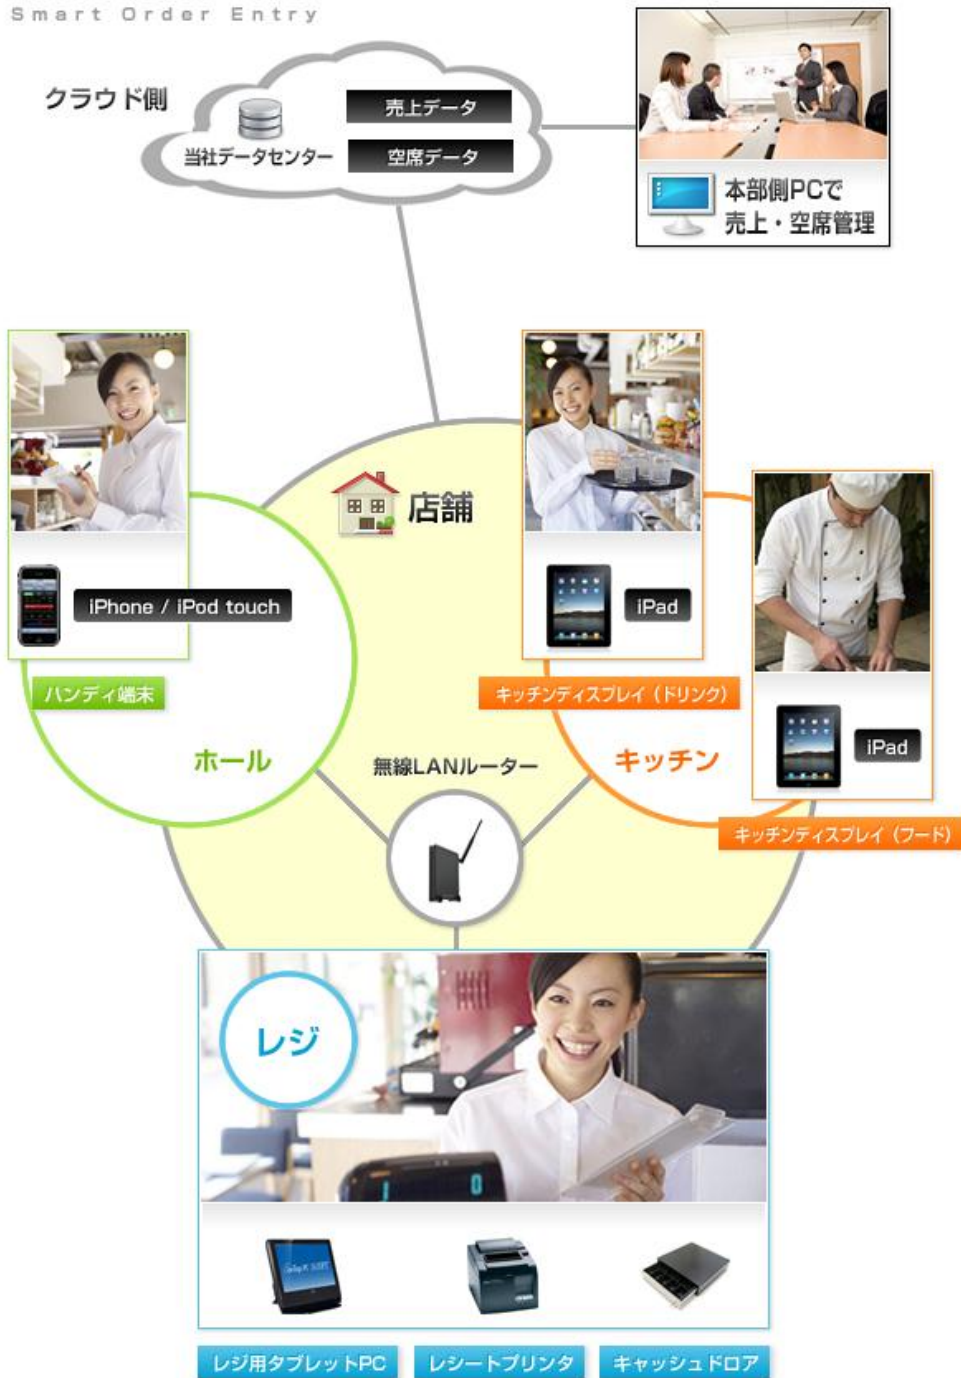 Smart Order Entry
クラウド側
売上データ
当社データセンター
空席データ
本部側PCで
売上・空席管理
店舗
iPhone / iPod touch
iPad
ハンディ端末
キッチンディスプレイ（ドリンク）
iPad
ホール
無線LANルーター
キッチン
キッチンディスプレイ（フード）
レジ
レジ用タブレットPC
レシートプリンタ
キャッシュドロア